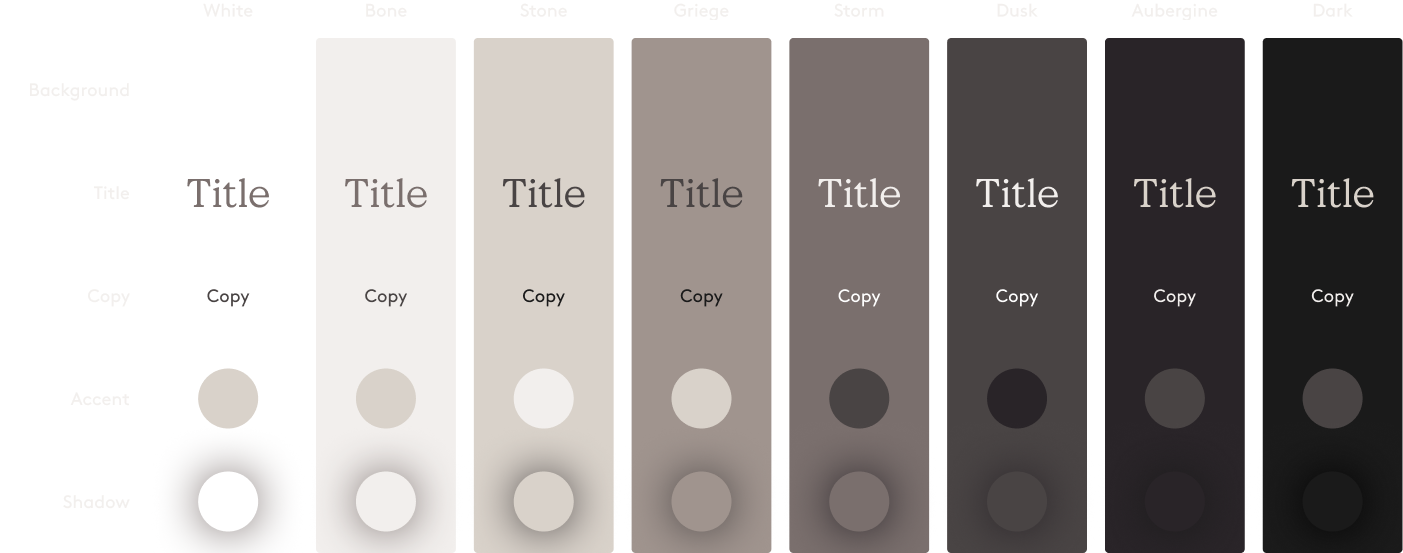 White Bone Stone Griege Storm Dusk Aubergine Dark
Background
Title Title Title Title Title Title Title Title Title
Copy Copy Copy Copy Copy Copy Copy Copy Copy
Accent
Shadow